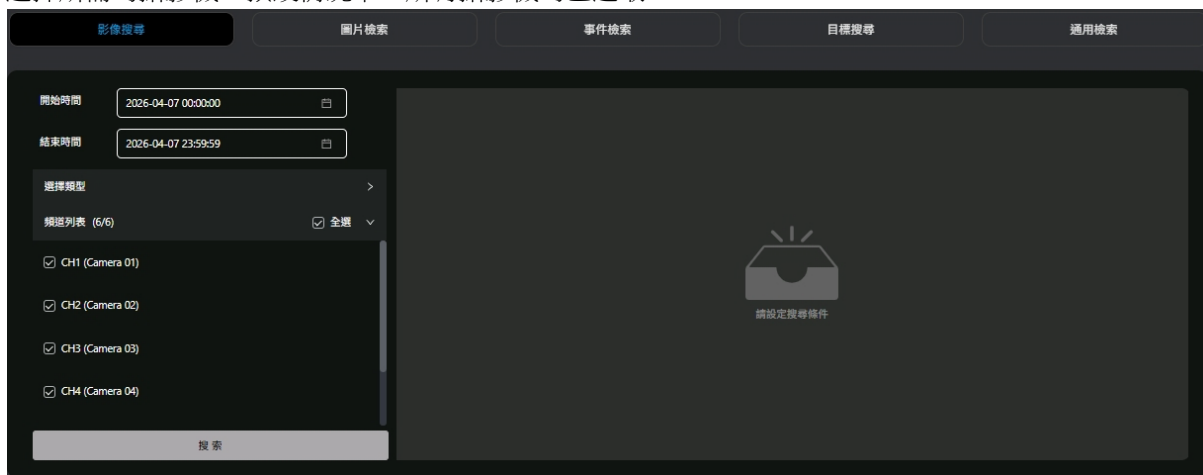 影像搜尋
圖片檢索
事件檢索
目標搜尋
通用檢索
開始時間 2026-04-07 00:00:00
結束時間 2026-04-07 23:59:59
選擇類型
頻道列表 (6/6) 全選
CH1 (Camera 01)
CH2 (Camera 02)
CH3 (Camera 03)
CH4 (Camera 04)
搜索
請設定搜尋條件